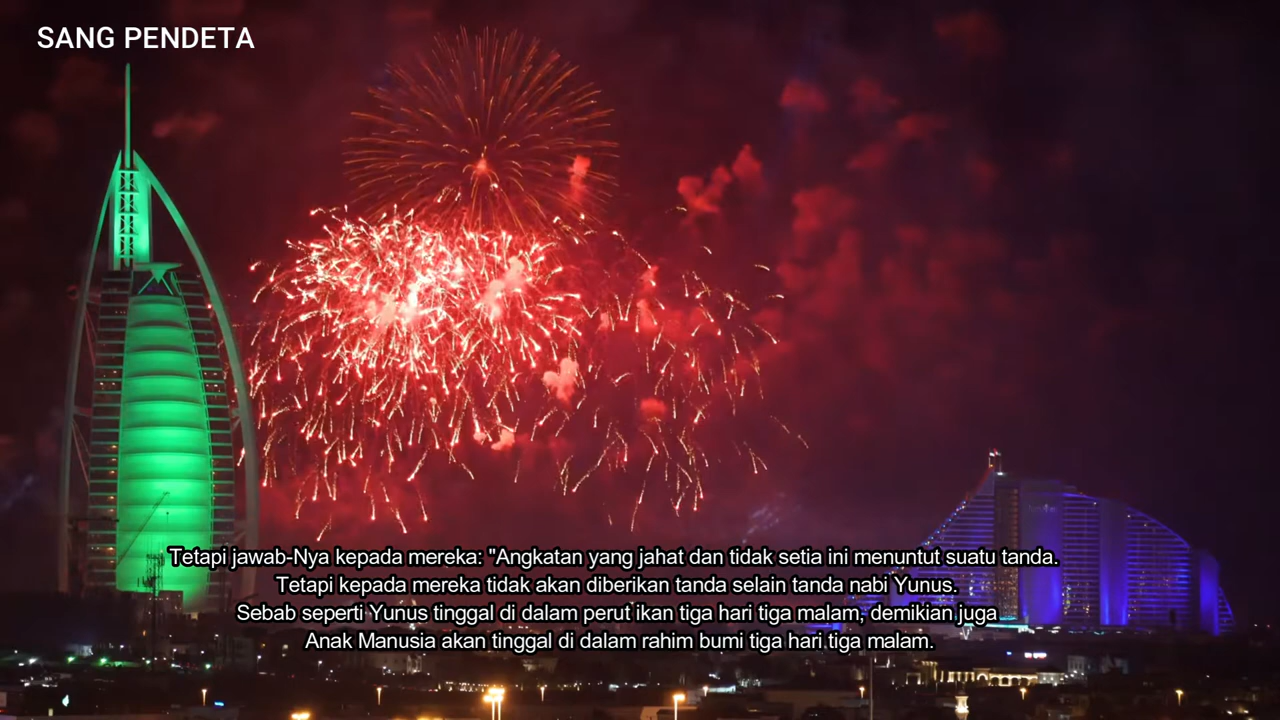 SANG PENDETA
Tetapi jawab-Nya kepada mereka: "Angkatan yang jahat dan tidak setia ini menuntut suatu tanda.
Tetapi kepada mereka tidak akan diberikan tanda selain tanda nabi Yunus.
Sebab seperti Yunus tinggal di dalam perut ikan tiga hari tiga malam, demikian juga
Anak Manusia akan tinggal di dalam rahim bumi tiga hari tiga malam.